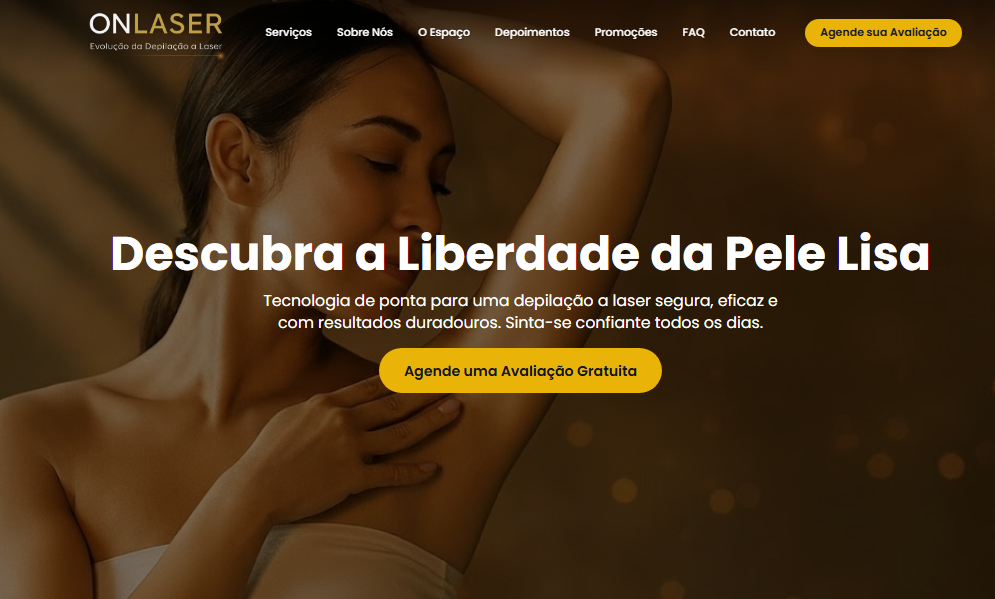 ONLASER
Evolução da Depilação a Laser
Serviços
Sobre Nós
O Espaço
Depoimentos
Promoções
FAQ
Contato
Agende sua Avaliação
Descubra a Liberdade da Pele Lisa
Tecnologia de ponta para uma depilação a laser segura, eficaz e
com resultados duradouros. Sinta-se confiante todos os dias.
Agende uma Avaliação Gratuita